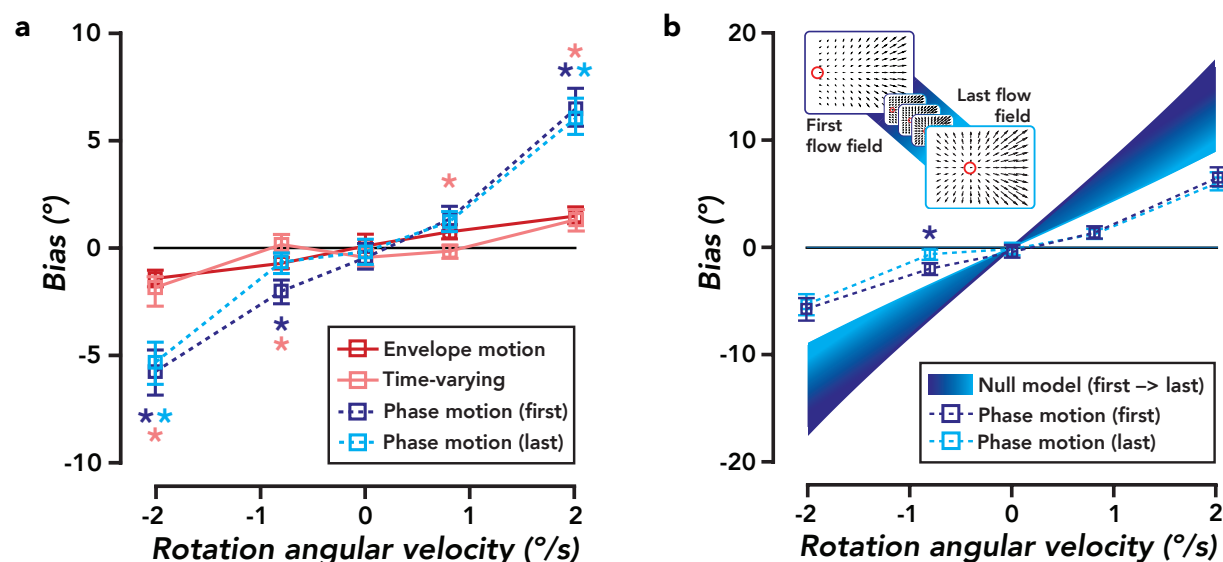 a
10
5
0
-5
-10
Bias (°)
* * *
*
*
*
* *
*
Envelope motion
Time-varying
Phase motion (first)
Phase motion (last)
-2
-1
0
1
2
Rotation angular velocity (°/s)
b
20
10
0
-10
-20
Bias (°)
First
flow field
Last flow
field
*
Null model (first –> last)
Phase motion (first)
Phase motion (last)
-2
-1
0
1
2
Rotation angular velocity (°/s)